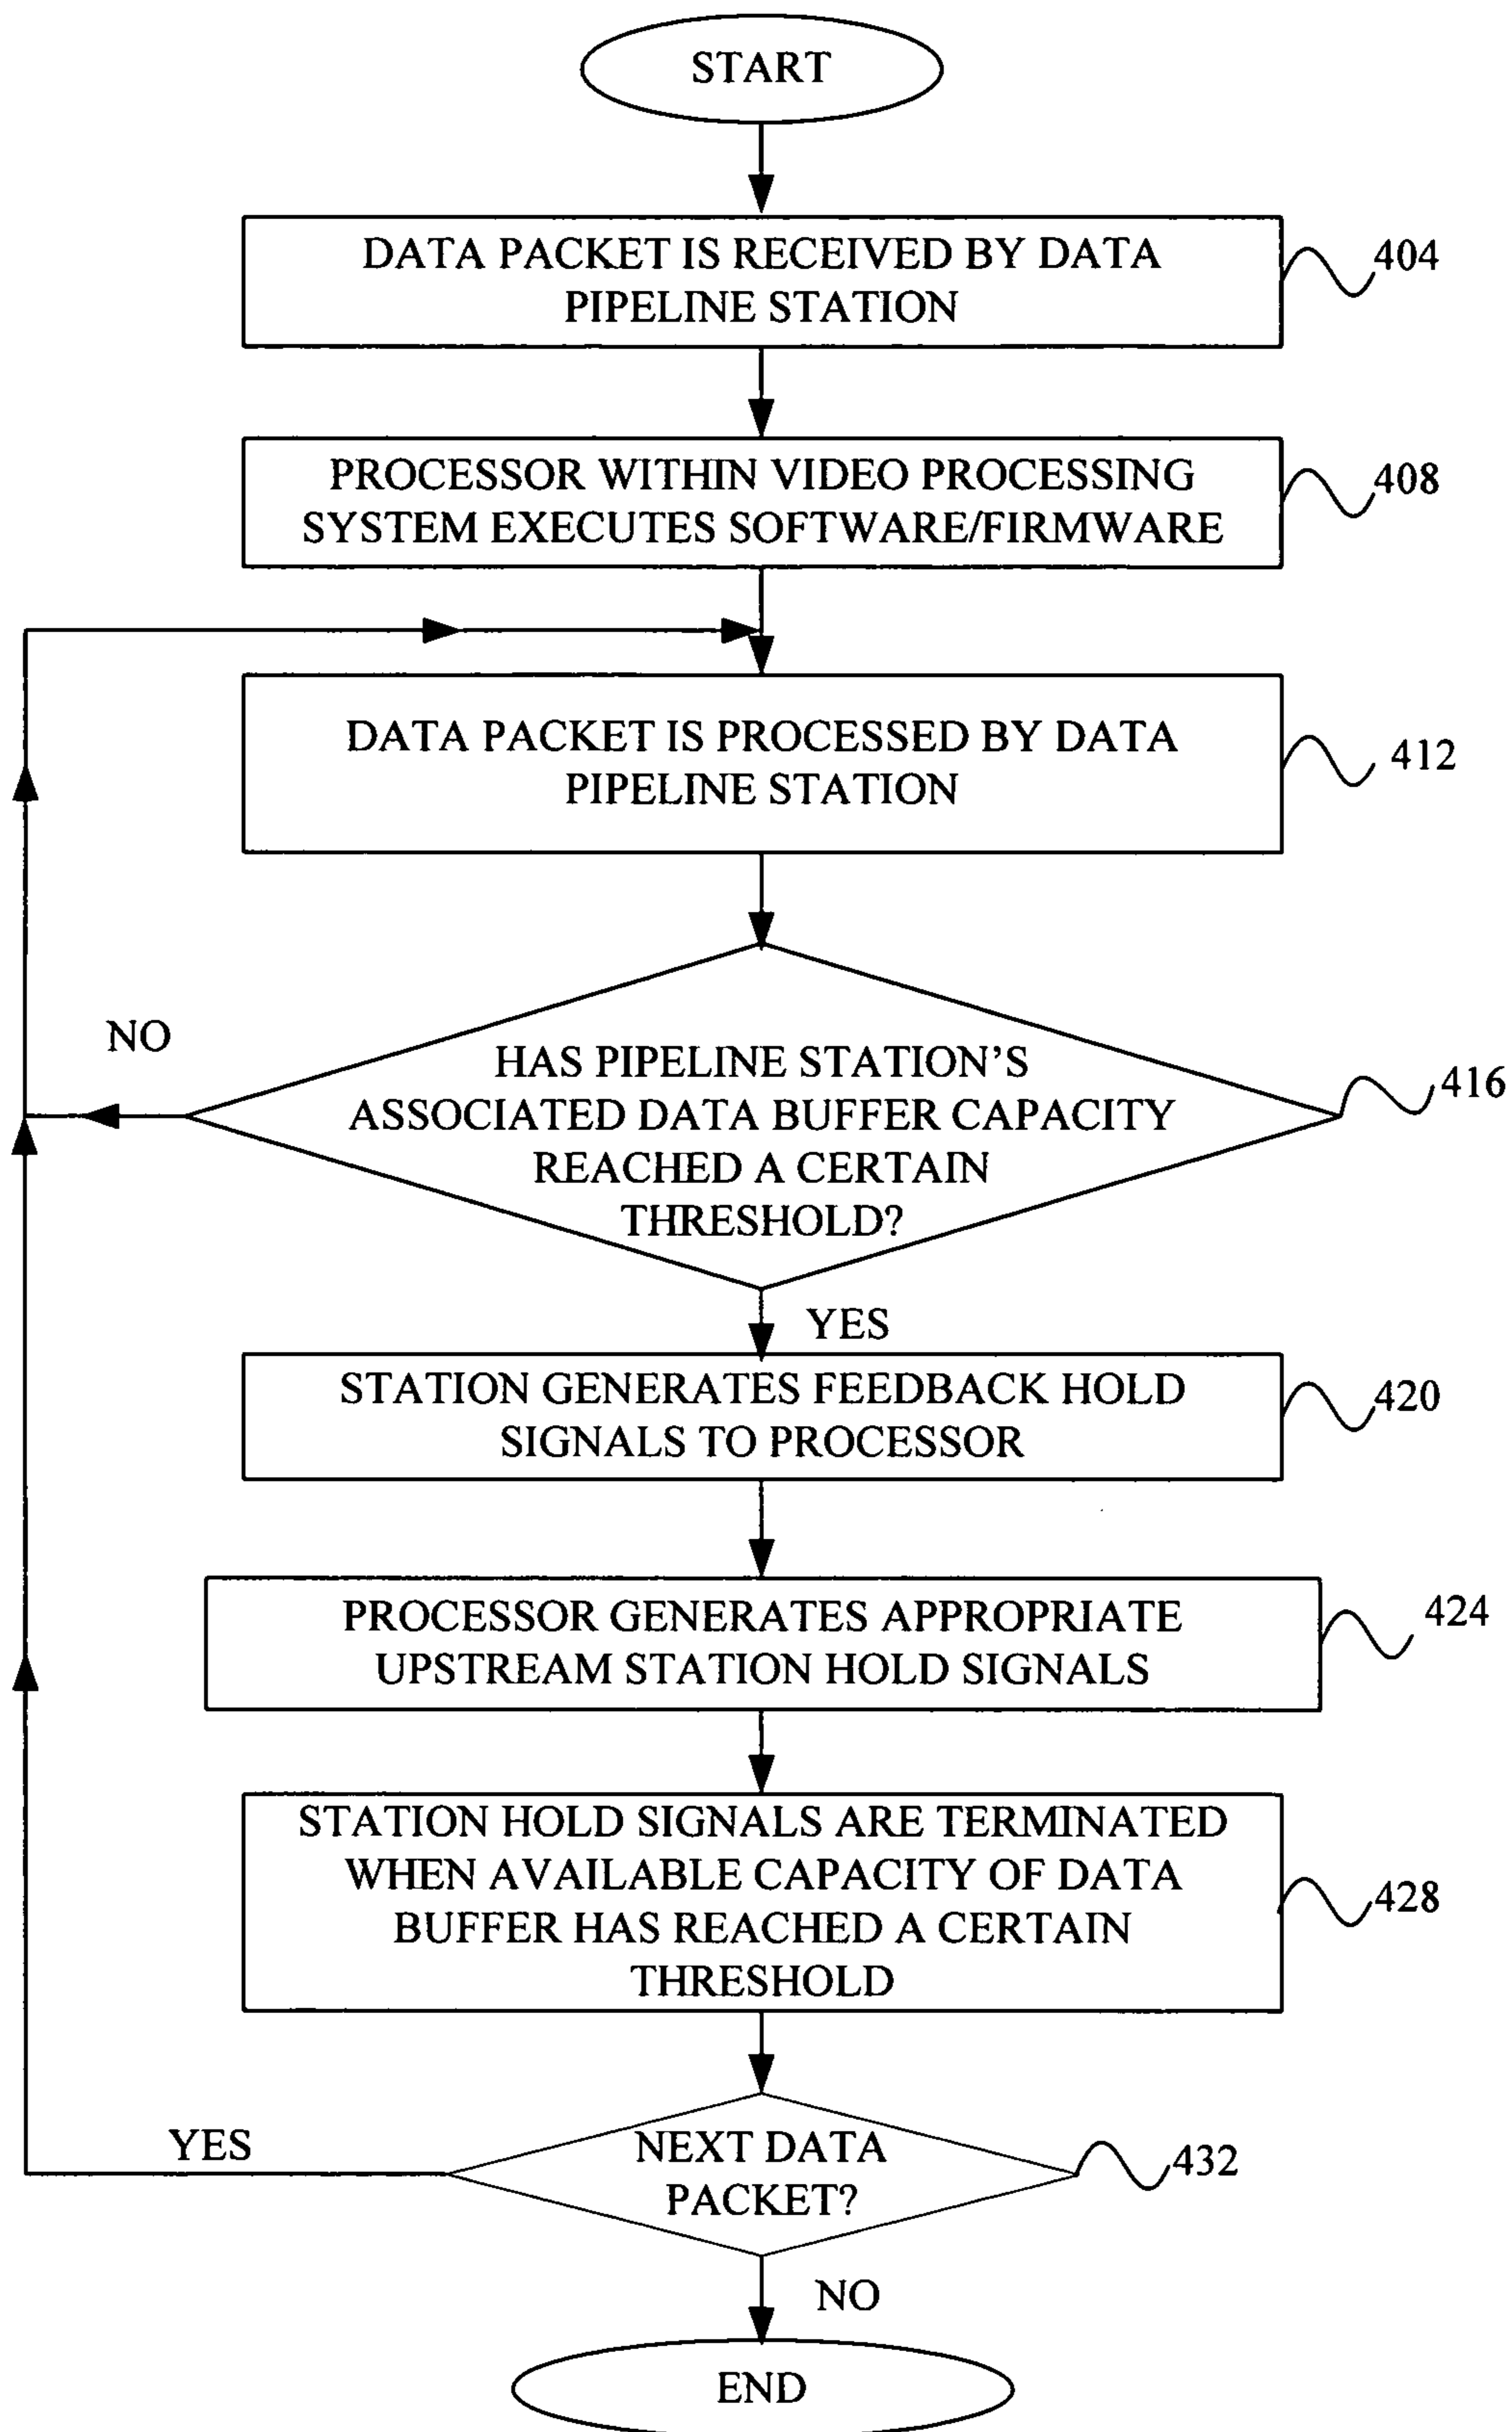 START
DATA PACKET IS RECEIVED BY DATA
PIPELINE STATION
404
PROCESSOR WITHIN VIDEO PROCESSING
SYSTEM EXECUTES SOFTWARE/FIRMWARE
408
DATA PACKET IS PROCESSED BY DATA
PIPELINE STATION
412
NO
HAS PIPELINE STATION'S
ASSOCIATED DATA BUFFER CAPACITY
REACHED A CERTAIN
THRESHOLD?
416
YES
STATION GENERATES FEEDBACK HOLD
SIGNALS TO PROCESSOR
420
PROCESSOR GENERATES APPROPRIATE
UPSTREAM STATION HOLD SIGNALS
424
STATION HOLD SIGNALS ARE TERMINATED
WHEN AVAILABLE CAPACITY OF DATA
BUFFER HAS REACHED A CERTAIN
THRESHOLD
428
YES
NEXT DATA
PACKET?
432
NO
END